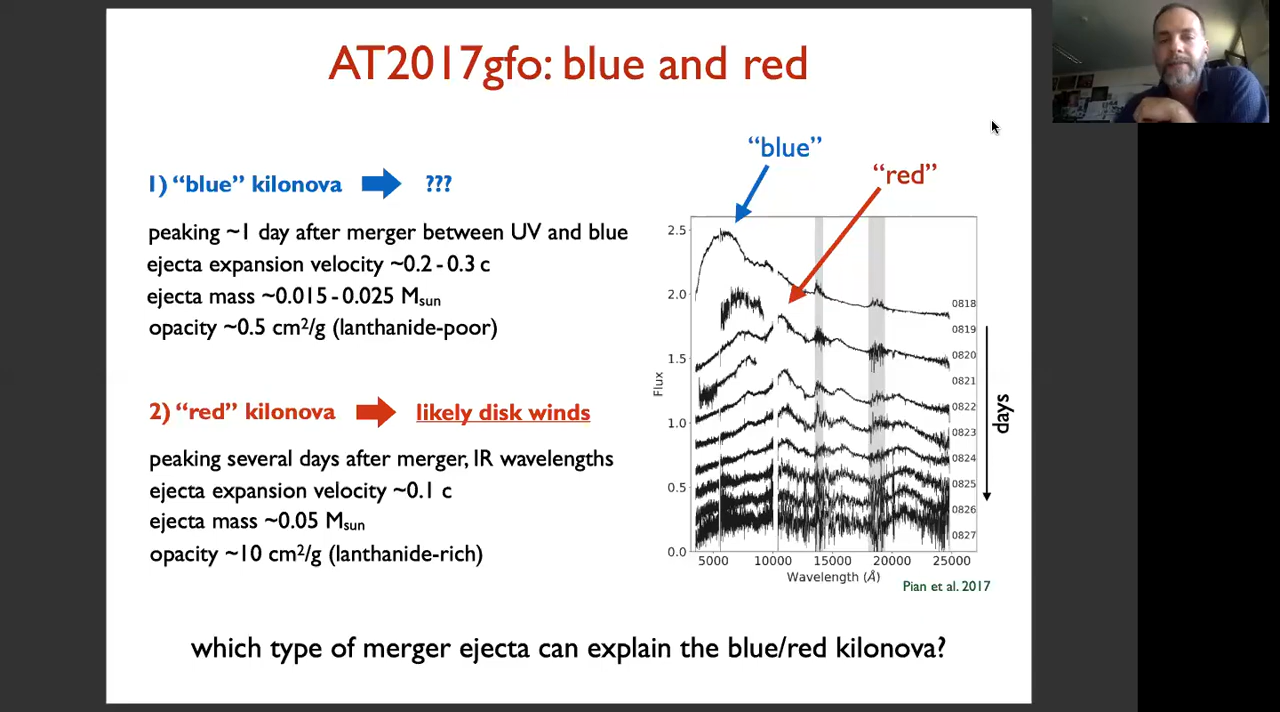 AT2017gfo: blue and red
1) “blue” kilonova ???
peaking ~1 day after merger between UV and blue
ejecta expansion velocity ~0.2 - 0.3 c
ejecta mass ~0.015 - 0.025 Msun
opacity ~0.5 cm²/g (lanthanide-poor)
2) “red” kilonova likely disk winds
peaking several days after merger, IR wavelengths
ejecta expansion velocity ~0.1 c
ejecta mass ~0.05 Msun
opacity ~10 cm²/g (lanthanide-rich)
“blue”
“red”
2.5
2.0
1.5
1.0
0.5
0.0
Flux
0818
0819
0820
0821
0822
0823
0824
0825
0826
0827
days
5000 10000 15000 20000 25000
Wavelength (Å)
Pian et al. 2017
which type of merger ejecta can explain the blue/red kilonova?